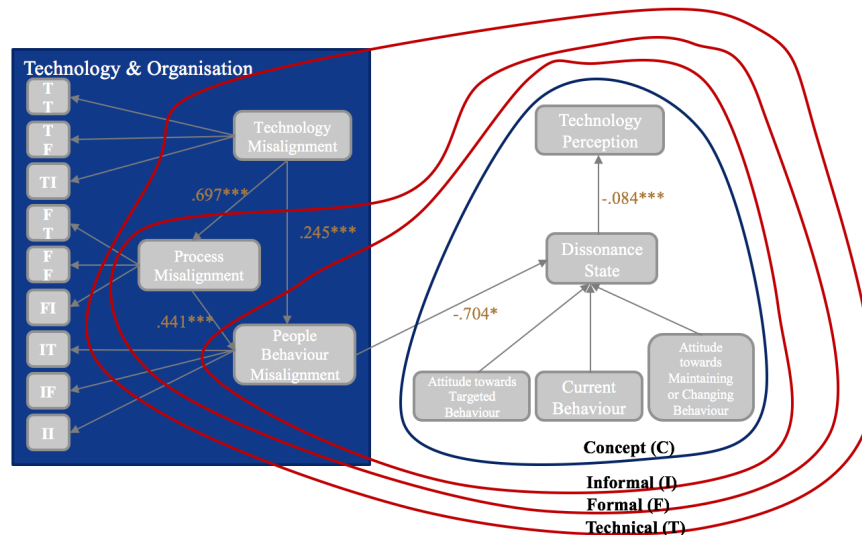 Technology & Organisation
T
T
T
F
TI
F
T
F
F
FI
IT
IF
II
Technology
Misalignment
.697***
.245***
Process
Misalignment
.441***
People
Behaviour
Misalignment
-.704*
Technology
Perception
-.084***
Dissonance
State
Attitude towards
Targeted
Behaviour
Current
Behaviour
Attitude
towards
Maintaining
or Changing
Behaviour
Concept (C)
Informal (I)
Formal (F)
Technical (T)